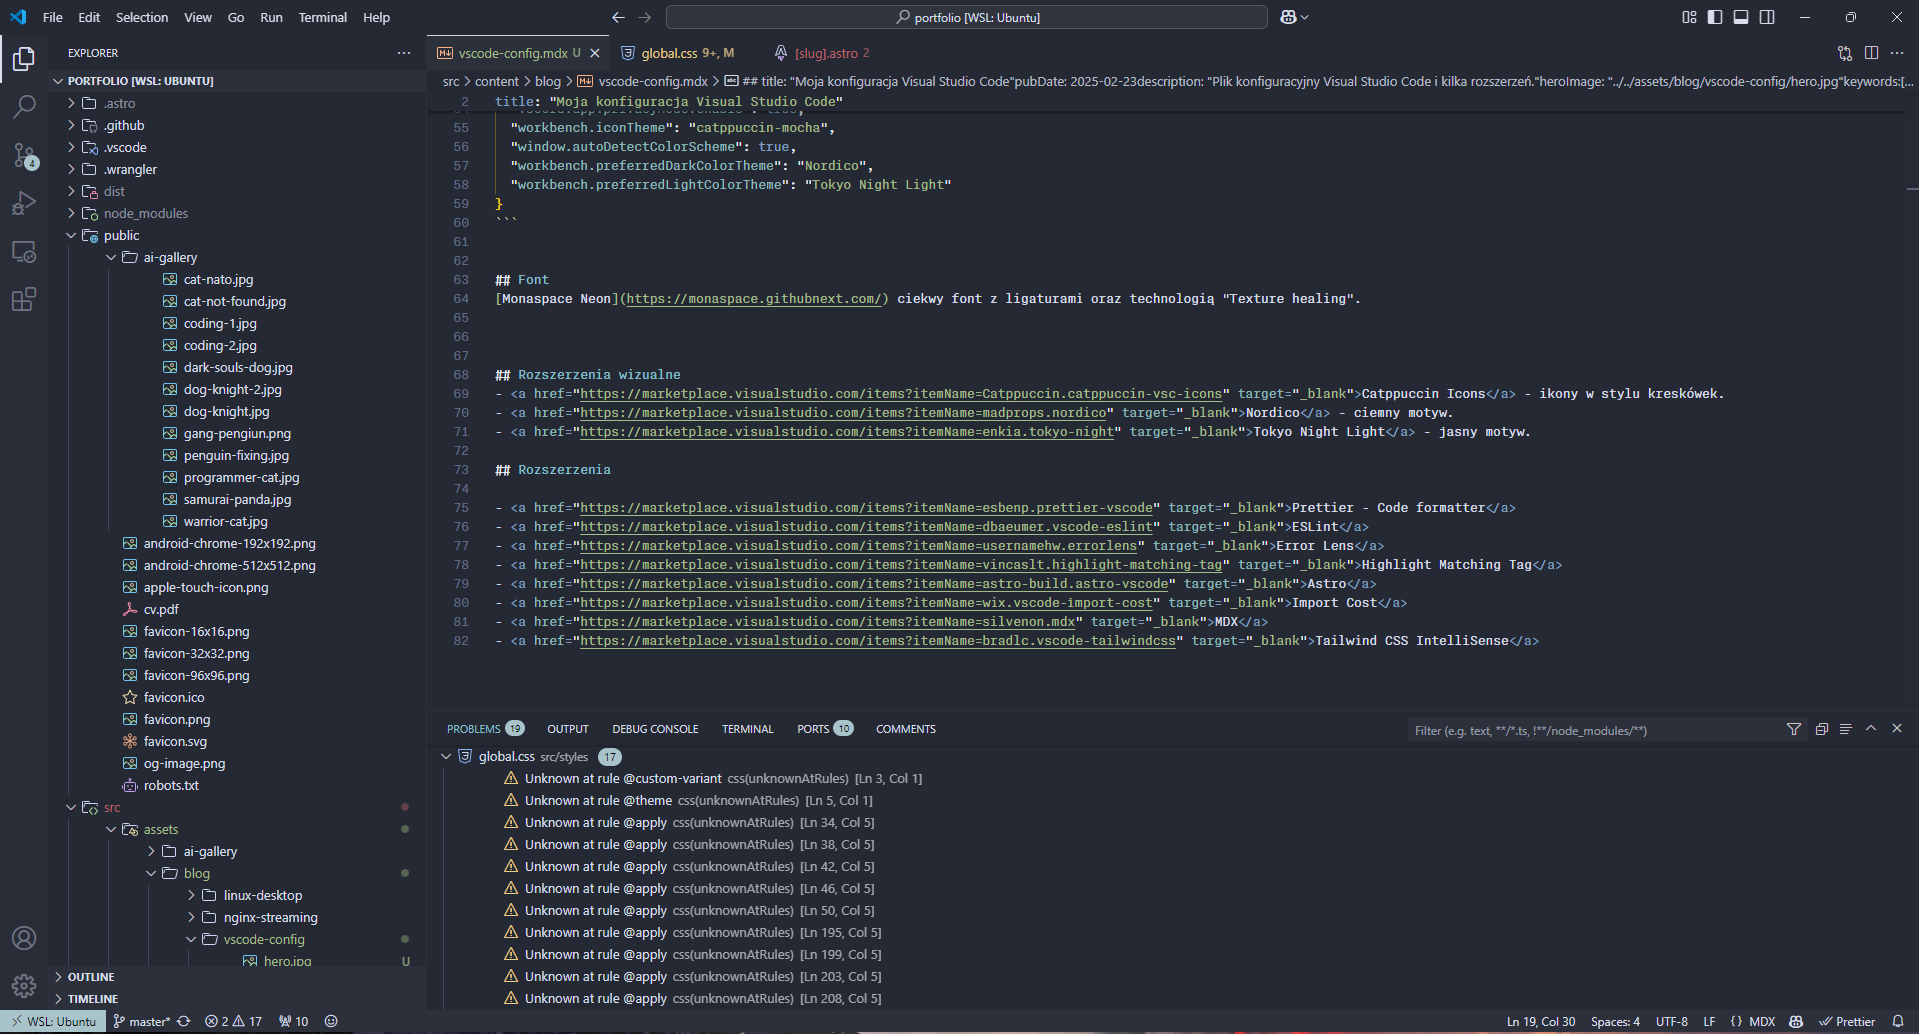 File Edit Selection View Go Run Terminal Help
portfolio [WSL: Ubuntu]
EXPLORER
PORTFOLIO [WSL: UBUNTU]
.astro
.github
.vscode
.wrangler
dist
node_modules
public
ai-gallery
cat-nato.jpg
cat-not-found.jpg
coding-1.jpg
coding-2.jpg
dark-souls-dog.jpg
dog-knight-2.jpg
dog-knight.jpg
gang-pengiun.png
penguin-fixing.jpg
programmer-cat.jpg
samurai-panda.jpg
warrior-cat.jpg
android-chrome-192x192.png
android-chrome-512x512.png
apple-touch-icon.png
cv.pdf
favicon-16x16.png
favicon-32x32.png
favicon-96x96.png
favicon.ico
favicon.png
favicon.svg
og-image.png
robots.txt
src
assets
ai-gallery
blog
linux-desktop
nginx-streaming
vscode-config
hero.jpg U
OUTLINE
TIMELINE
4
vscode-config.mdx U
global.css 9+, M
[slug].astro 2
src > content > blog > vscode-config.mdx > ## title: "Moja konfiguracja Visual Studio Code"pubDate: 2025-02-23description: "Plik konfiguracyjny Visual Studio Code i kilka rozszerzeń."heroImage: "../../assets/blog/vscode-config/hero.jpg"keywords:[...
2 title: "Moja konfiguracja Visual Studio Code"
55 "workbench.iconTheme": "catppuccin-mocha",
56 "window.autoDetectColorScheme": true,
57 "workbench.preferredDarkColorTheme": "Nordico",
58 "workbench.preferredLightColorTheme": "Tokyo Night Light"
59 }
60 ```
61
62
63 ## Font
64 [Monaspace Neon](https://monaspace.githubnext.com/) ciekwy font z ligaturami oraz technologią "Texture healing".
65
66
67
68 ## Rozszerzenia wizualne
69 - <a href="https://marketplace.visualstudio.com/items?itemName=Catppuccin.catppuccin-vsc-icons" target="_blank">Catppuccin Icons</a> - ikony w stylu kreskówek.
70 - <a href="https://marketplace.visualstudio.com/items?itemName=madprops.nordico" target="_blank">Nordico</a> - ciemny motyw.
71 - <a href="https://marketplace.visualstudio.com/items?itemName=enkia.tokyo-night" target="_blank">Tokyo Night Light</a> - jasny motyw.
72
73 ## Rozszerzenia
74
75 - <a href="https://marketplace.visualstudio.com/items?itemName=esbenp.prettier-vscode" target="_blank">Prettier - Code formatter</a>
76 - <a href="https://marketplace.visualstudio.com/items?itemName=dbaeumer.vscode-eslint" target="_blank">ESLint</a>
77 - <a href="https://marketplace.visualstudio.com/items?itemName=usernamehw.errorlens" target="_blank">Error Lens</a>
78 - <a href="https://marketplace.visualstudio.com/items?itemName=vincaslt.highlight-matching-tag" target="_blank">Highlight Matching Tag</a>
79 - <a href="https://marketplace.visualstudio.com/items?itemName=astro-build.astro-vscode" target="_blank">Astro</a>
80 - <a href="https://marketplace.visualstudio.com/items?itemName=wix.vscode-import-cost" target="_blank">Import Cost</a>
81 - <a href="https://marketplace.visualstudio.com/items?itemName=silvenon.mdx" target="_blank">MDX</a>
82 - <a href="https://marketplace.visualstudio.com/items?itemName=bradlc.vscode-tailwindcss" target="_blank">Tailwind CSS IntelliSense</a>
PROBLEMS 19 OUTPUT DEBUG CONSOLE TERMINAL PORTS 10 COMMENTS
Filter (e.g. text, **/*.ts, !**/node_modules/**)
global.css src/styles 17
Unknown at rule @custom-variant css(unknownAtRules) [Ln 3, Col 1]
Unknown at rule @theme css(unknownAtRules) [Ln 5, Col 1]
Unknown at rule @apply css(unknownAtRules) [Ln 34, Col 5]
Unknown at rule @apply css(unknownAtRules) [Ln 38, Col 5]
Unknown at rule @apply css(unknownAtRules) [Ln 42, Col 5]
Unknown at rule @apply css(unknownAtRules) [Ln 46, Col 5]
Unknown at rule @apply css(unknownAtRules) [Ln 50, Col 5]
Unknown at rule @apply css(unknownAtRules) [Ln 195, Col 5]
Unknown at rule @apply css(unknownAtRules) [Ln 199, Col 5]
Unknown at rule @apply css(unknownAtRules) [Ln 203, Col 5]
Unknown at rule @apply css(unknownAtRules) [Ln 208, Col 5]
WSL: Ubuntu master* 2 17 10
Ln 19, Col 30 Spaces: 4 UTF-8 LF {} MDX Prettier